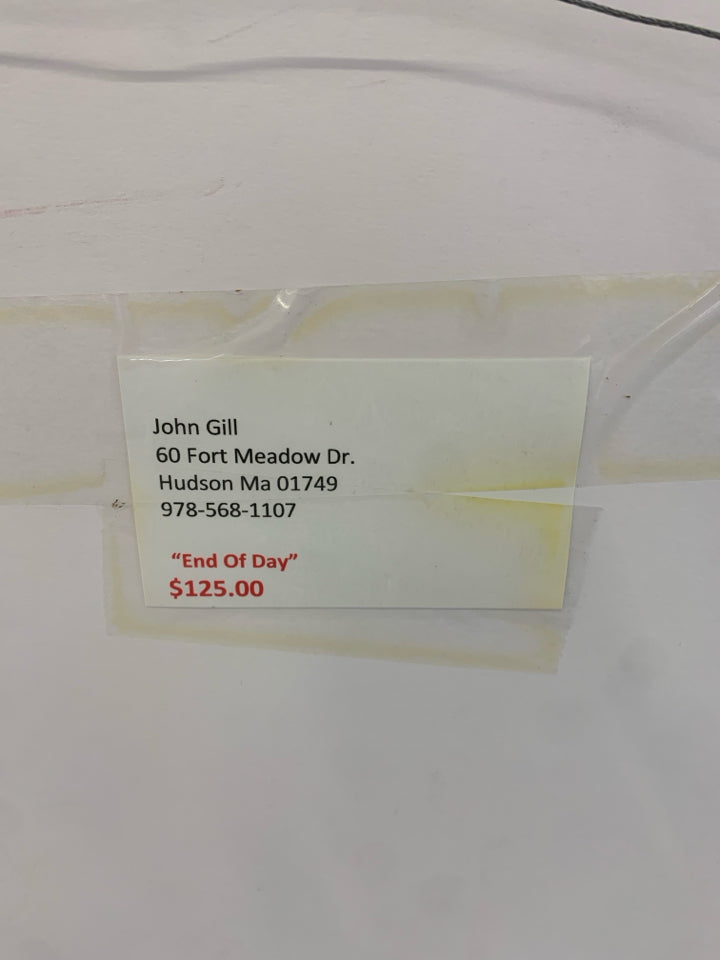 John Gill
60 Fort Meadow Dr.
Hudson Ma 01749
978-568-1107
“End Of Day”
$125.00